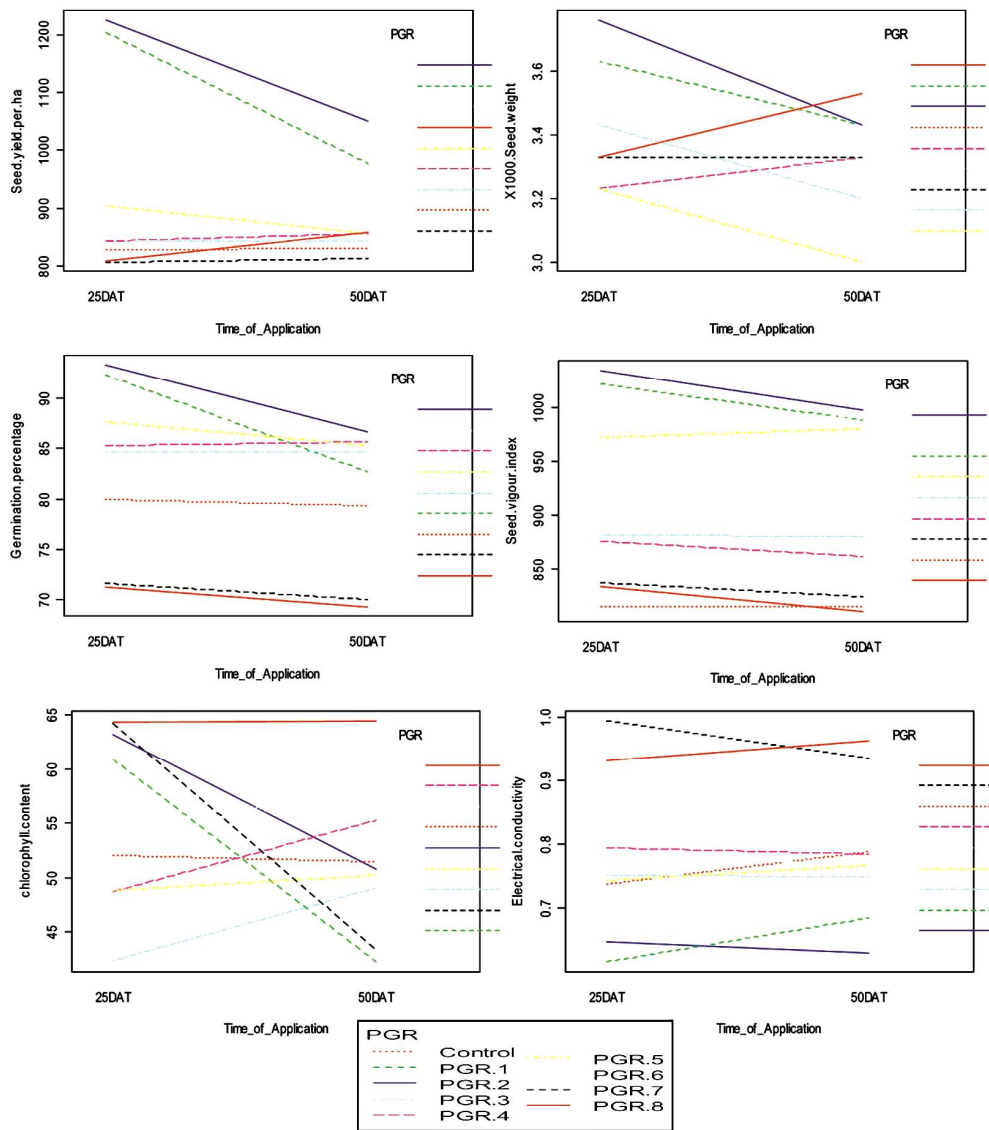 PGR
Seed.yield.per.ha
1200
1100
1000
900
800
25DAT
50DAT
Time_of_Application
PGR
X1000.Seed.weight
3.6
3.4
3.2
3.0
25DAT
50DAT
Time_of_Application
PGR
Germination.percentage
90
85
80
75
70
25DAT
50DAT
Time_of_Application
PGR
Seed.vigour.index
1000
950
900
850
25DAT
50DAT
Time_of_Application
PGR
chlorophyll.content
65
60
55
50
45
25DAT
50DAT
Time_of_Application
PGR
Electrical.conductivity
1.0
0.9
0.8
0.7
25DAT
50DAT
Time_of_Application
PGR
Control
PGR.1
PGR.2
PGR.3
PGR.4
PGR.5
PGR.6
PGR.7
PGR.8